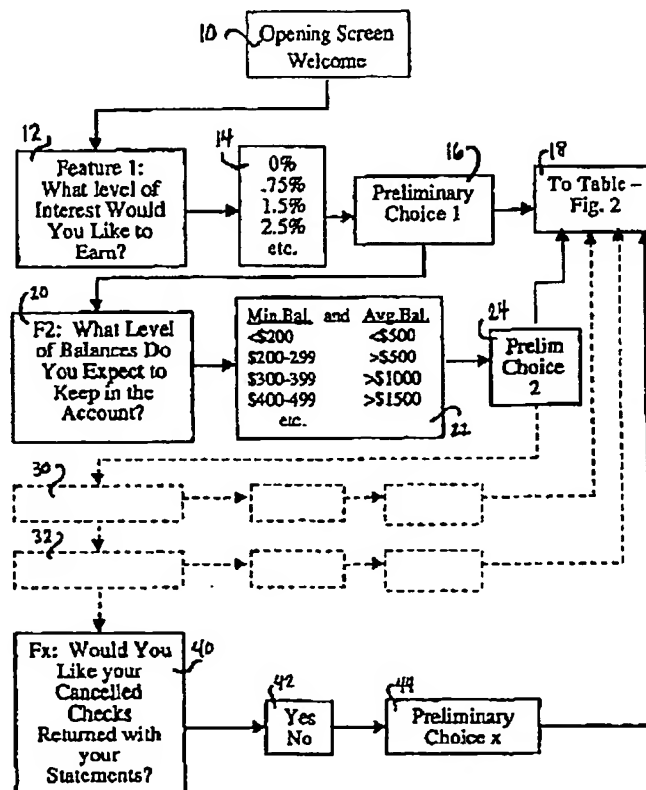 10
Opening Screen
Welcome
12
Feature 1:
What level of
Interest Would
You Like to
Earn?
14
0%
.75%
1.5%
2.5%
etc.
16
Preliminary
Choice 1
18
To Table –
Fig. 2
20
F2: What Level
of Balances Do
You Expect to
Keep in the
Account?
Min.Bal. and Avg.Bal.
<$200 <$500
$200-299 >$500
$300-399 >$1000
$400-499 >$1500
etc.
22
24
Prelim
Choice
2
30
32
Fx: Would You
Like your
Cancelled
Checks
Returned with
your
Statements?
40
42
Yes
No
44
Preliminary
Choice x